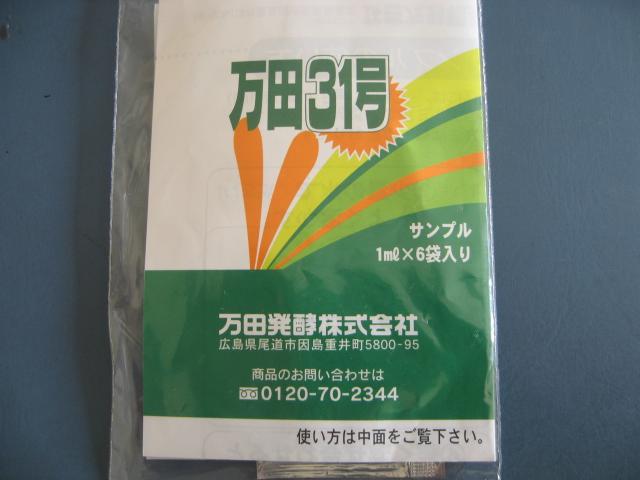 万田3号
サンプル
1mℓ×6袋入り
万田発酵株式会社
広島県尾道市因島重井町5800-95
商品のお問い合わせは
0120-70-2344
使い方は中面をご覧下さい。